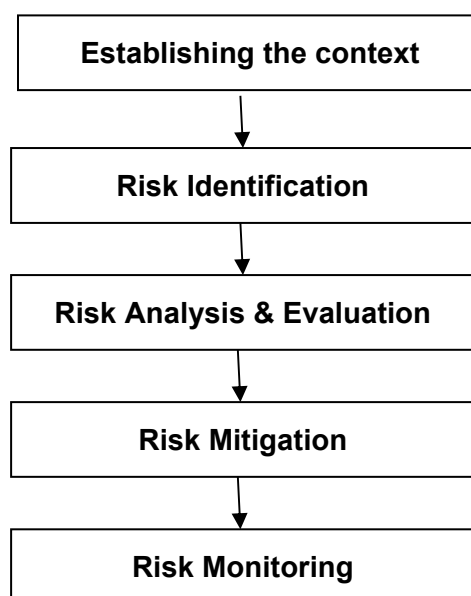 Establishing the context
Risk Identification
Risk Analysis & Evaluation
Risk Mitigation
Risk Monitoring